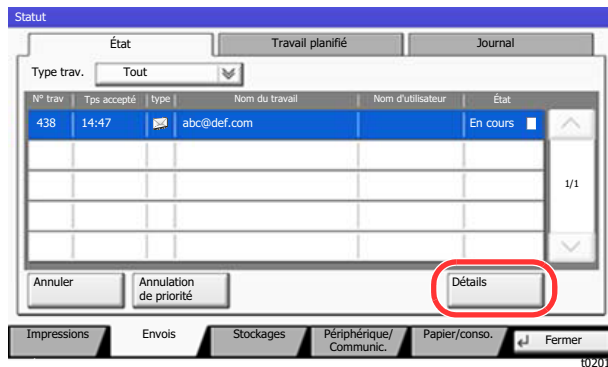 Statut
État Travail planifié Journal
Type trav. Tout
N° trav Tps accepté type Nom du travail Nom d'utilisateur État
438 14:47 abc@def.com En cours
1/1
Annuler Annulation de priorité Détails
Impressions Envois Stockages Périphérique/ Communic. Papier/conso. Fermer
t0201